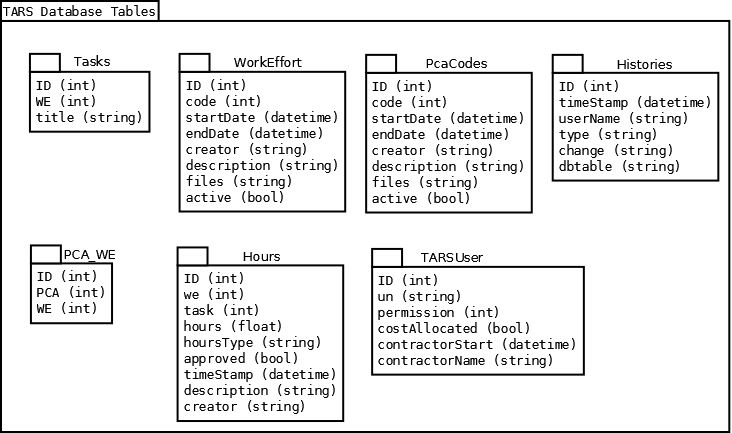 TARS Database Tables
Tasks
ID (int)
WE (int)
title (string)
WorkEffort
ID (int)
code (int)
startDate (datetime)
endDate (datetime)
creator (string)
description (string)
files (string)
active (bool)
PcaCodes
ID (int)
code (int)
startDate (datetime)
endDate (datetime)
creator (string)
description (string)
files (string)
active (bool)
Histories
ID (int)
timeStamp (datetime)
userName (string)
type (string)
change (string)
dbtable (string)
PCA_WE
ID (int)
PCA (int)
WE (int)
Hours
ID (int)
we (int)
task (int)
hours (float)
hoursType (string)
approved (bool)
timeStamp (datetime)
description (string)
creator (string)
TARSUser
ID (int)
un (string)
permission (int)
costAllocated (bool)
contractorStart (datetime)
contractorName (string)